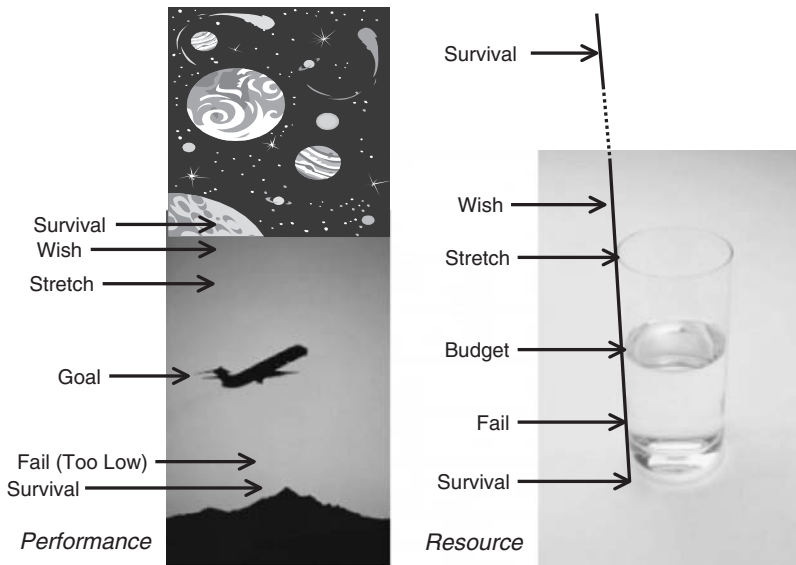 Survival
Wish
Stretch
Goal
Fail (Too Low)
Survival
Performance
Survival
Wish
Stretch
Budget
Fail
Survival
Resource